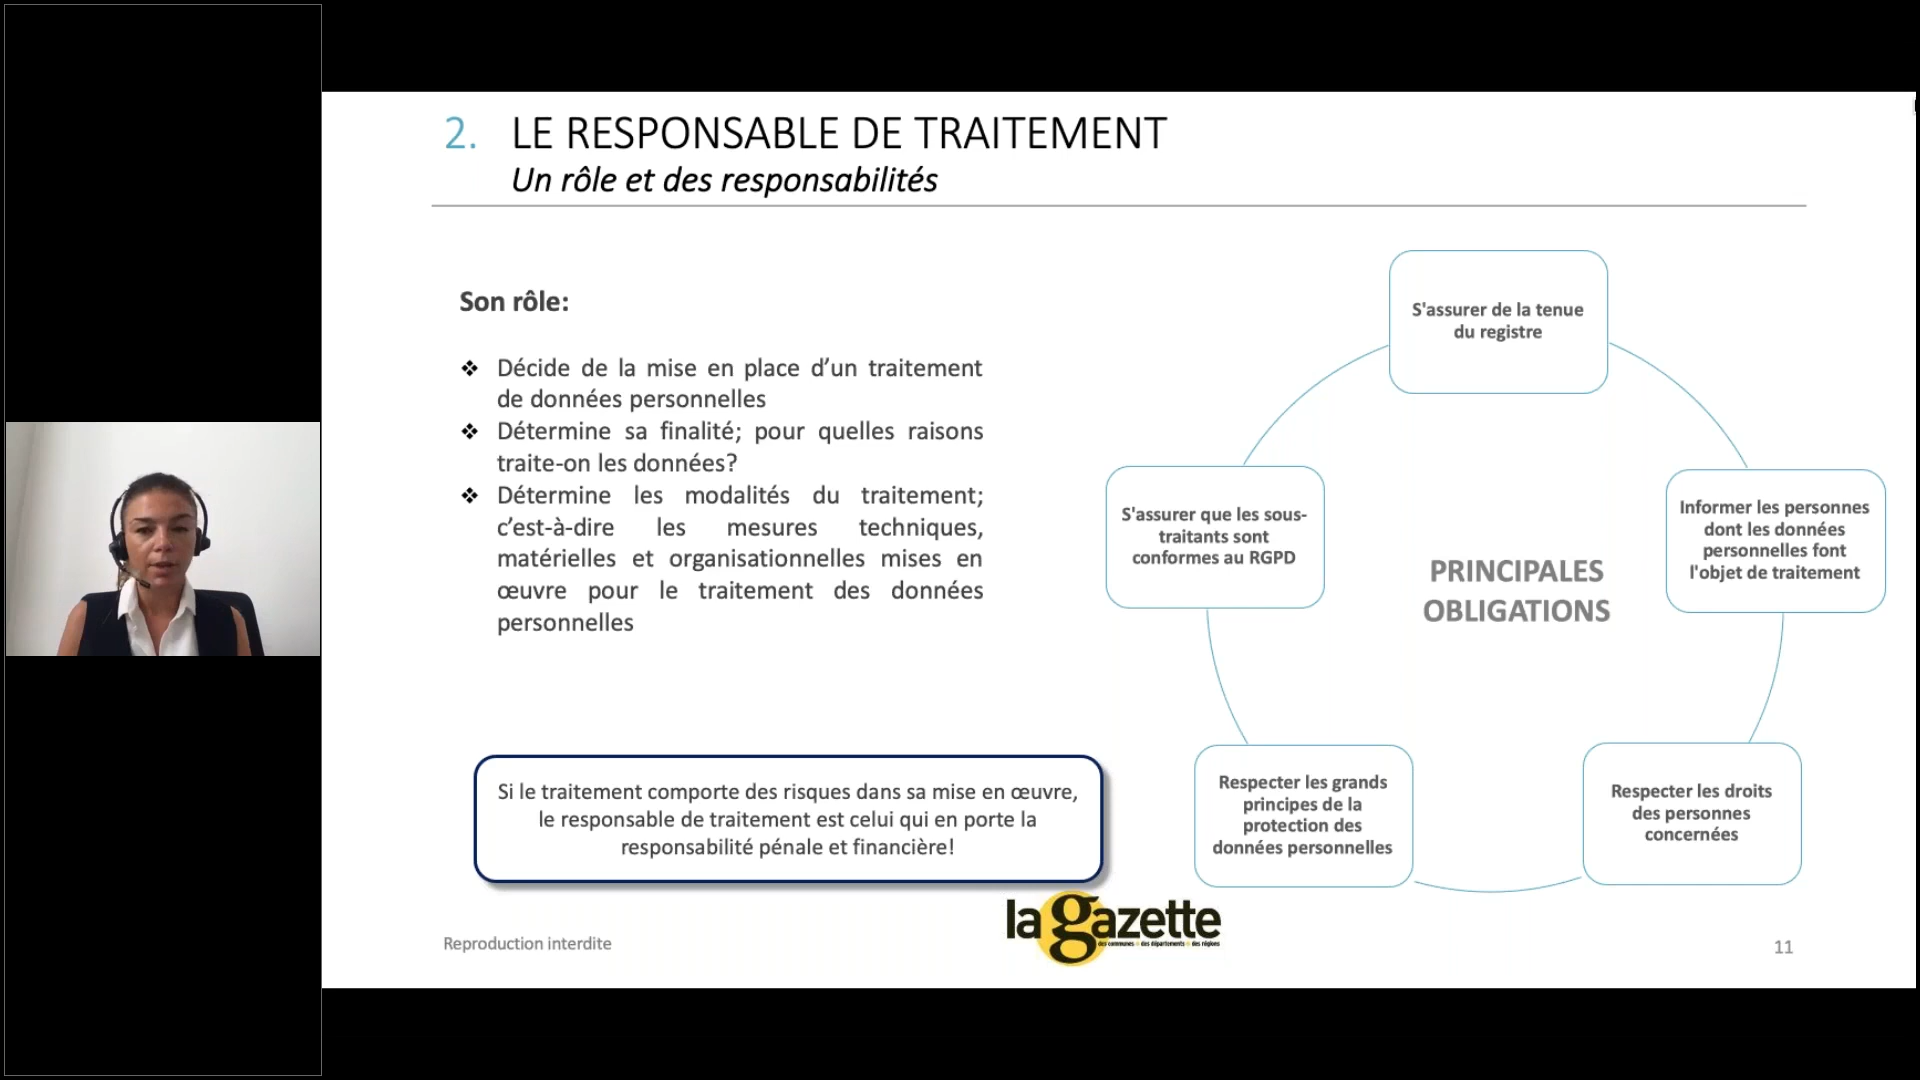 2. LE RESPONSABLE DE TRAITEMENT
Un rôle et des responsabilités
Son rôle:
❖ Décide de la mise en place d’un traitement
de données personnelles
❖ Détermine sa finalité; pour quelles raisons
traite-on les données?
❖ Détermine les modalités du traitement;
c’est-à-dire les mesures techniques,
matérielles et organisationnelles mises en
œuvre pour le traitement des données
personnelles
Si le traitement comporte des risques dans sa mise en œuvre,
le responsable de traitement est celui qui en porte la
responsabilité pénale et financière!
S'assurer de la tenue
du registre
Informer les personnes
dont les données
personnelles font
l'objet de traitement
Respecter les droits
des personnes
concernées
Respecter les grands
principes de la
protection des
données personnelles
S'assurer que les sous-
traitants sont
conformes au RGPD
PRINCIPALES
OBLIGATIONS
Reproduction interdite
la gazette
des communes des départements des régions
11